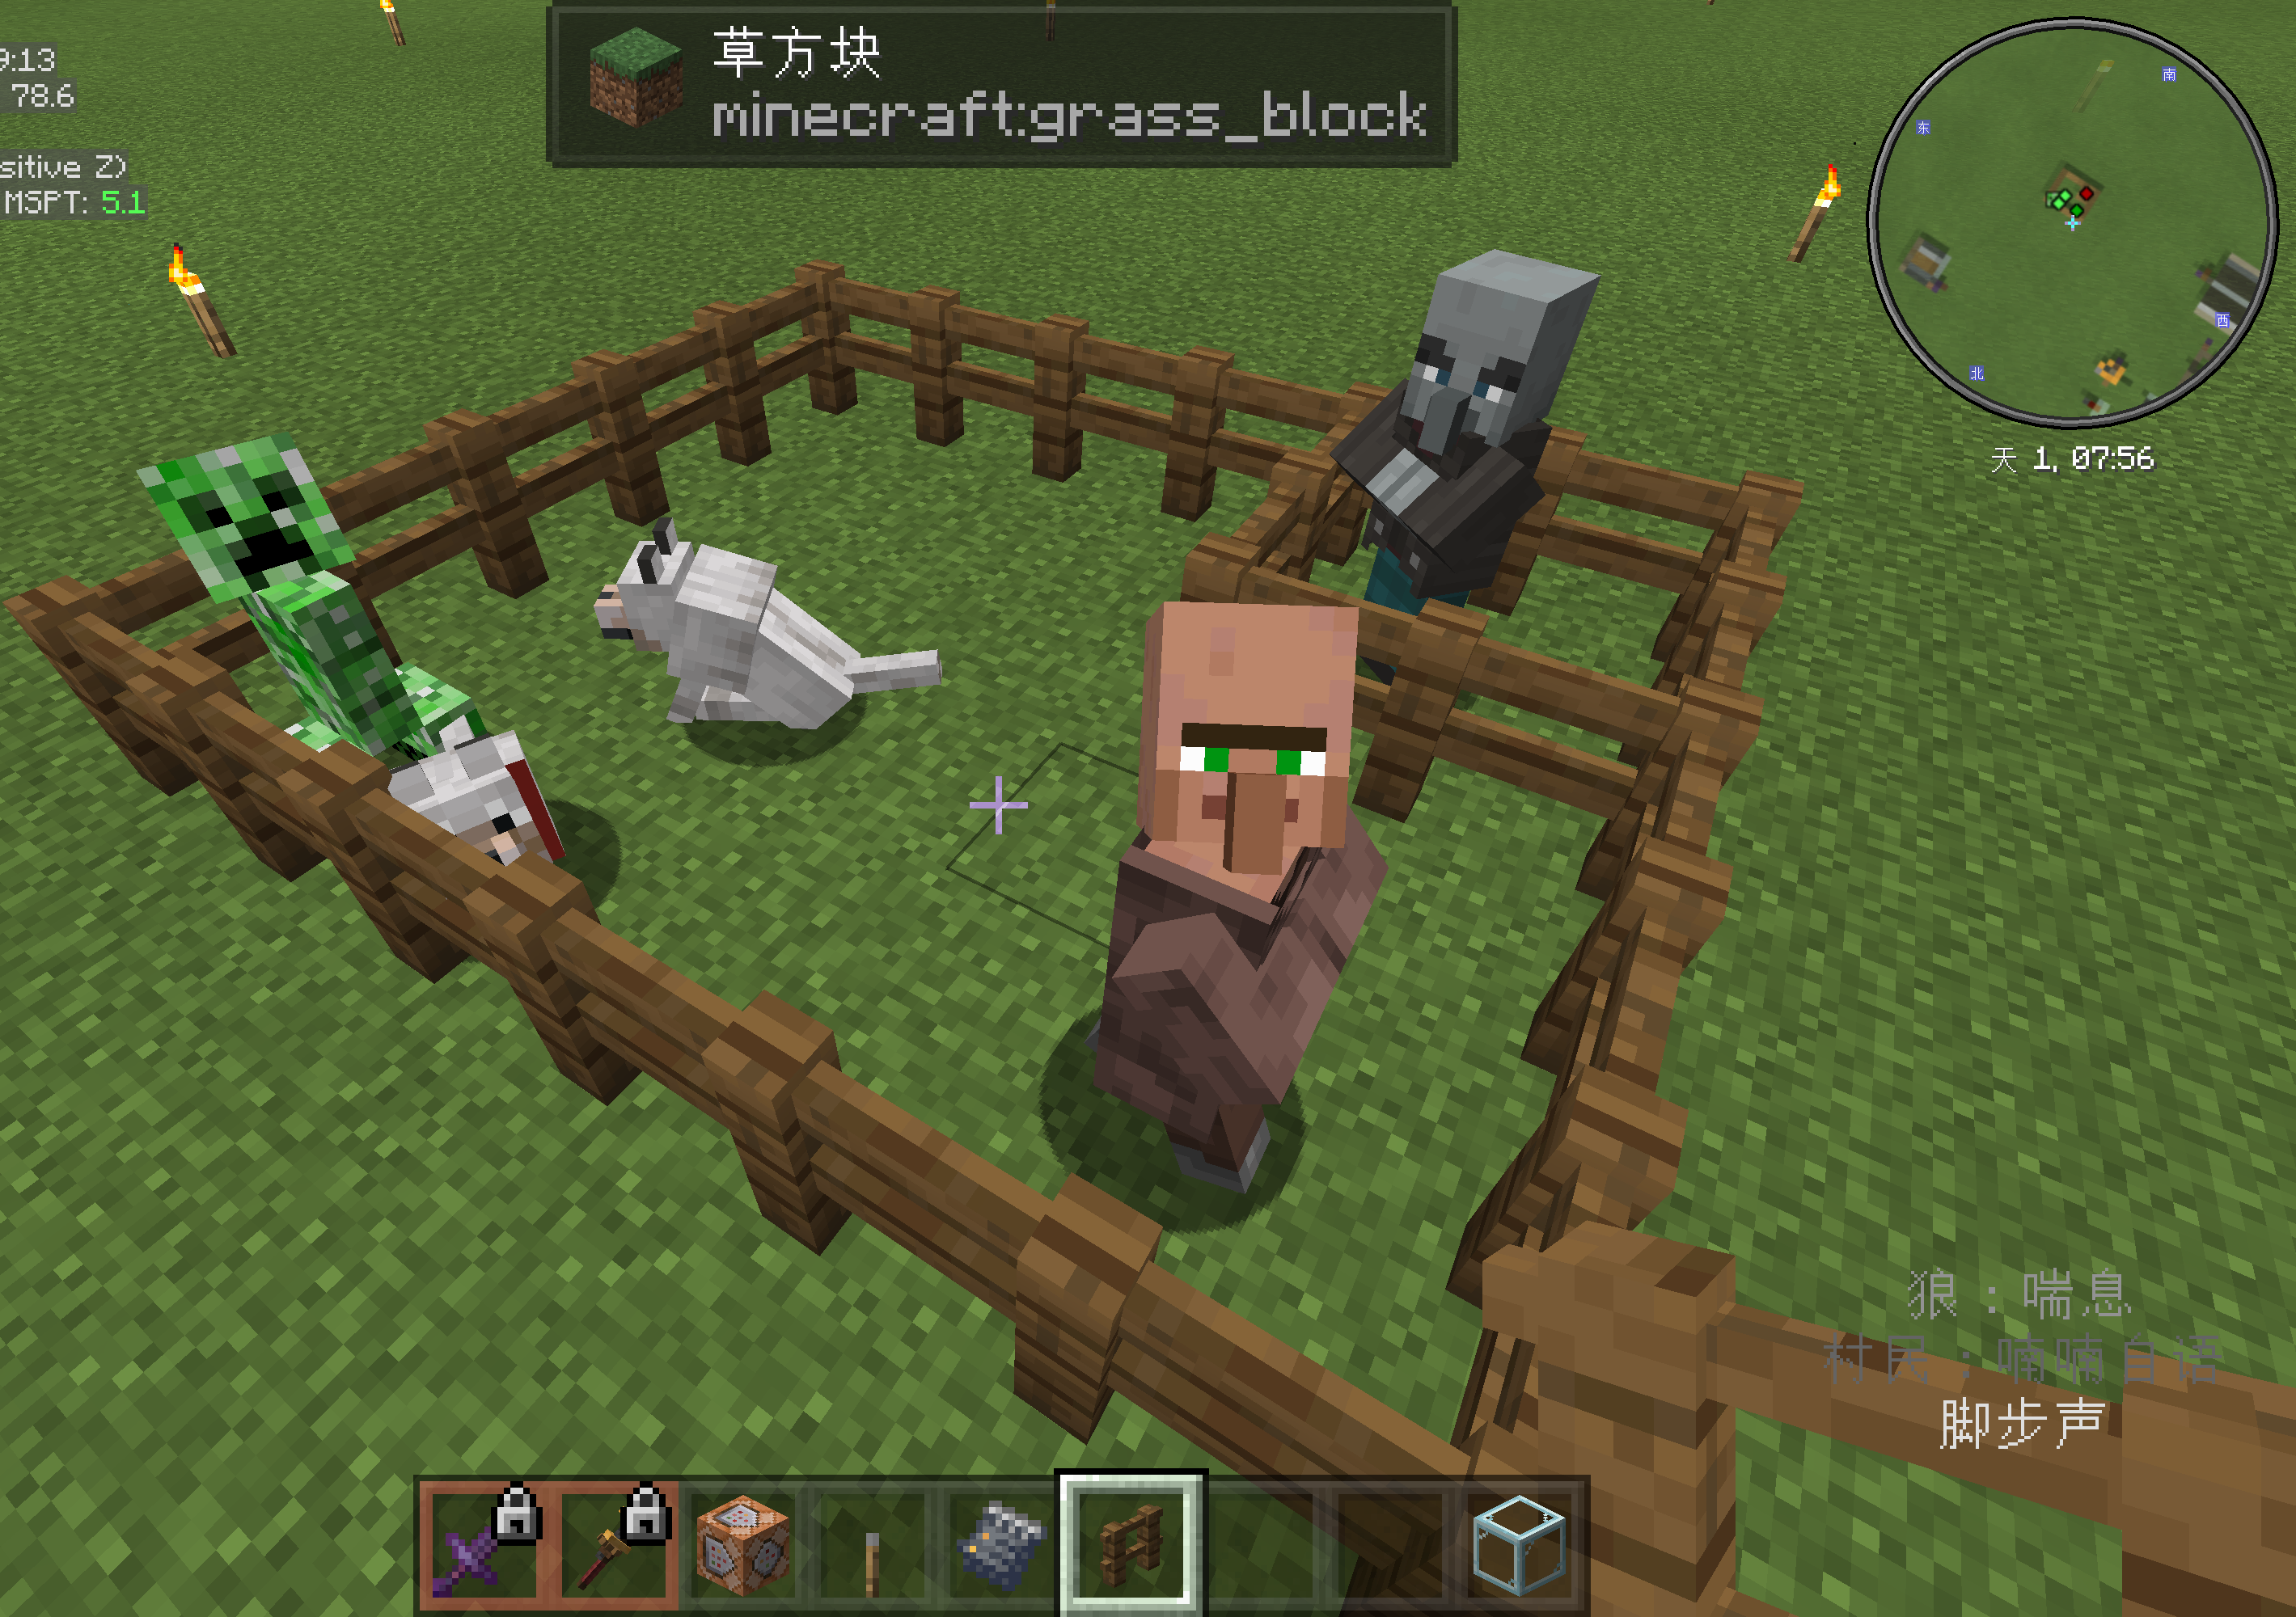 草方块
minecraft:grass_block
9:13
78.6
sitive Z)
MSPT: 5.1
南
东
西
北
天 1, 07:56
狼：喘息
村民：喃喃自语
脚步声